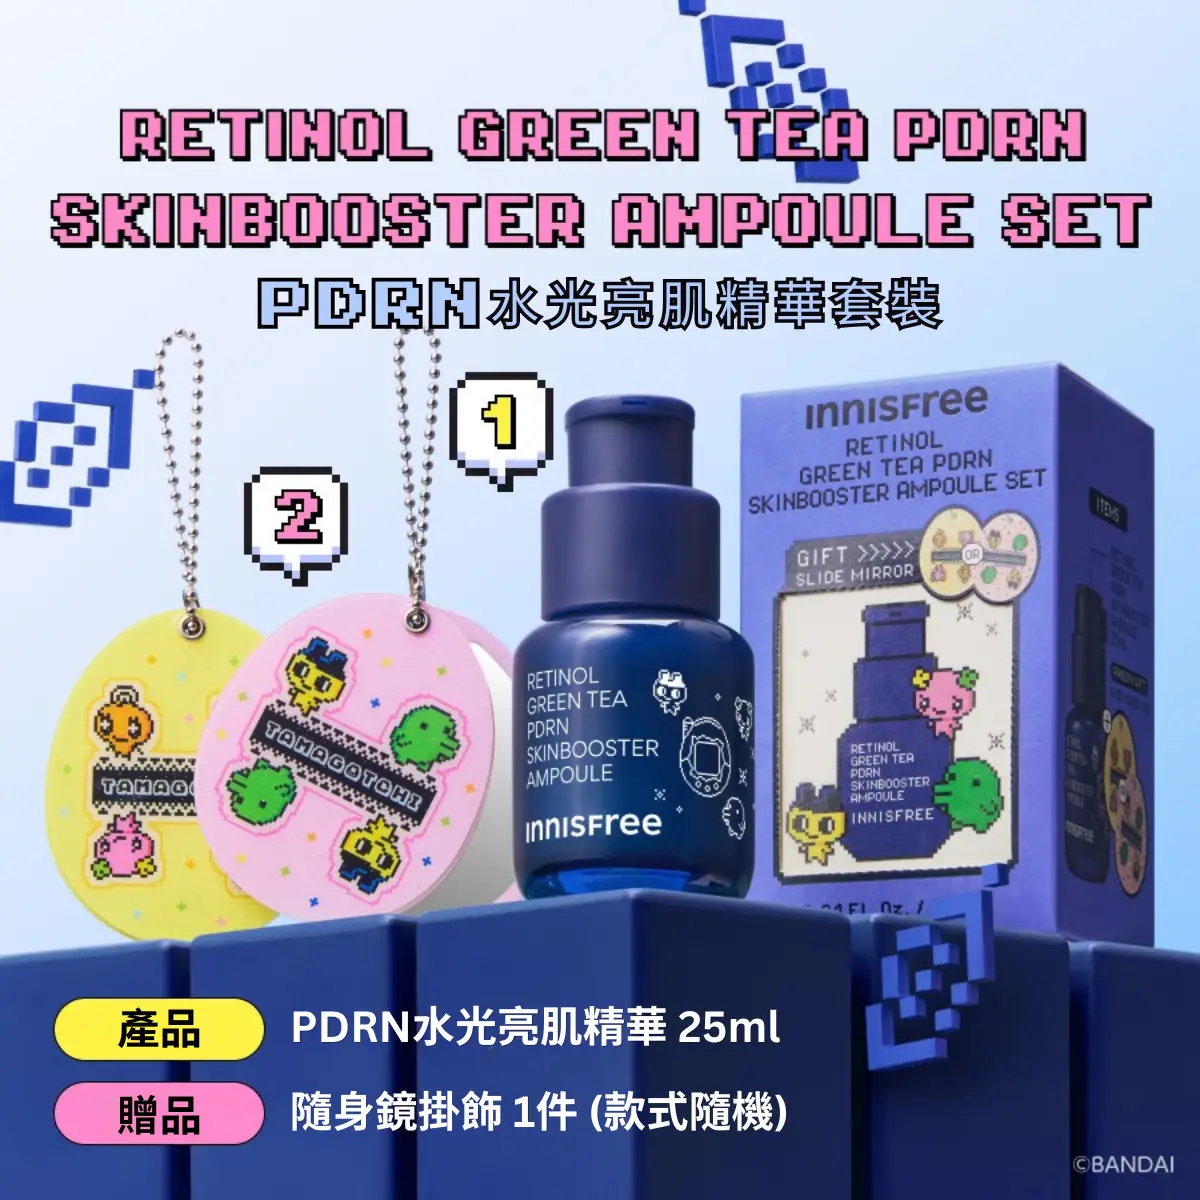 RETINOL GREEN TEA PDRN
SKINBOOSTER AMPOULE SET
PDRN水光亮肌精華套裝
1
2
TAMAGOTCHI
RETINOL
GREEN TEA
PDRN
SKINBOOSTER
AMPOULE
INNISFREE
INNISFREE
RETINOL
GREEN TEA PDRN
SKINBOOSTER AMPOULE SET
GIFT >>>>>
SLIDE MIRROR
OR
RETINOL
GREEN TEA
PDRN
SKINBOOSTER
AMPOULE
INNISFREE
ITEMS
產品
PDRN水光亮肌精華 25ml
贈品
隨身鏡掛飾 1件 (款式隨機)
©BANDAI